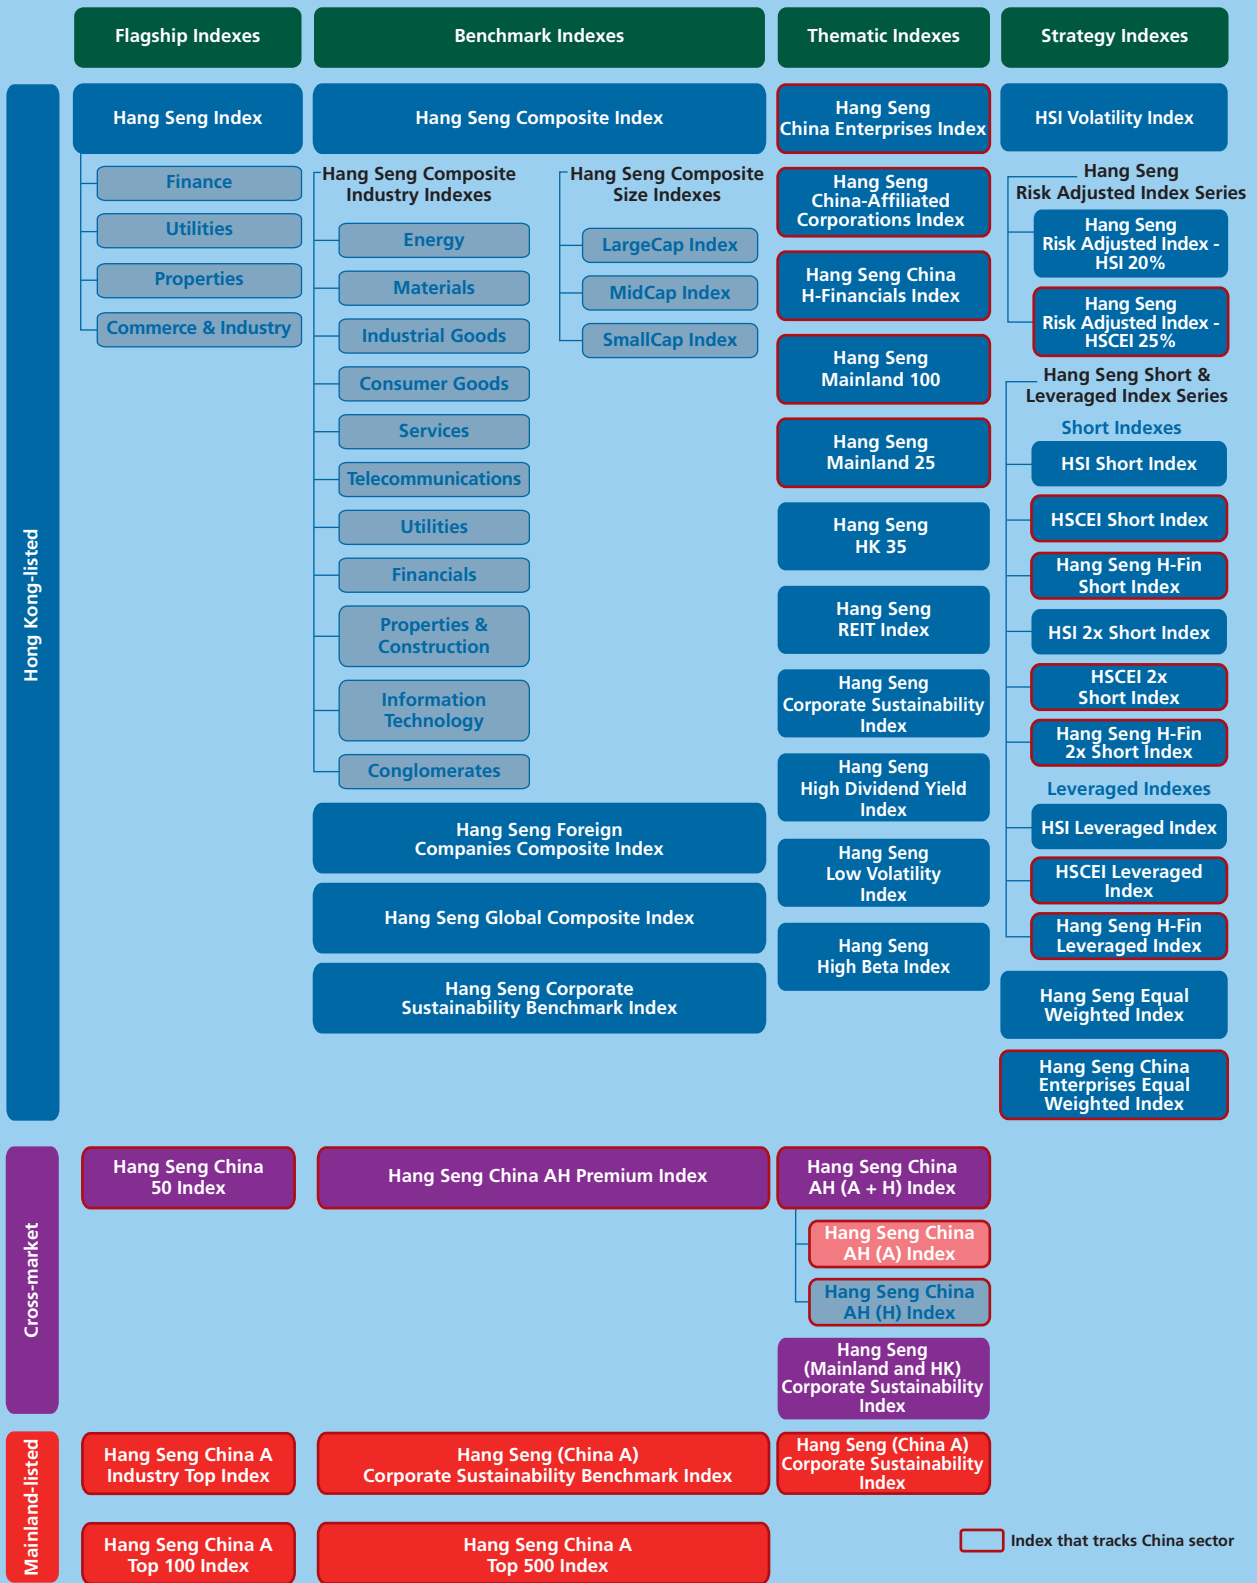 Flagship Indexes
Benchmark Indexes
Thematic Indexes
Strategy Indexes
Hong Kong-listed
Hang Seng Index
Finance
Utilities
Properties
Commerce & Industry
Hang Seng Composite Index
Hang Seng Composite
Industry Indexes
Energy
Materials
Industrial Goods
Consumer Goods
Services
Telecommunications
Utilities
Financials
Properties &
Construction
Information
Technology
Conglomerates
Hang Seng Composite
Size Indexes
LargeCap Index
MidCap Index
SmallCap Index
Hang Seng Foreign
Companies Composite Index
Hang Seng Global Composite Index
Hang Seng Corporate
Sustainability Benchmark Index
Hang Seng
China Enterprises Index
Hang Seng
China-Affiliated
Corporations Index
Hang Seng China
H-Financials Index
Hang Seng
Mainland 100
Hang Seng
Mainland 25
Hang Seng
HK 35
Hang Seng
REIT Index
Hang Seng
Corporate Sustainability
Index
Hang Seng
High Dividend Yield
Index
Hang Seng
Low Volatility
Index
Hang Seng
High Beta Index
HSI Volatility Index
Hang Seng
Risk Adjusted Index Series
Hang Seng
Risk Adjusted Index -
HSI 20%
Hang Seng
Risk Adjusted Index -
HSCEI 25%
Hang Seng Short &
Leveraged Index Series
Short Indexes
HSI Short Index
HSCEI Short Index
Hang Seng H-Fin
Short Index
HSI 2x Short Index
HSCEI 2x
Short Index
Hang Seng H-Fin
2x Short Index
Leveraged Indexes
HSI Leveraged Index
HSCEI Leveraged
Index
Hang Seng H-Fin
Leveraged Index
Hang Seng Equal
Weighted Index
Hang Seng China
Enterprises Equal
Weighted Index
Cross-market
Hang Seng China
50 Index
Hang Seng China AH Premium Index
Hang Seng China
AH (A + H) Index
Hang Seng China
AH (A) Index
Hang Seng China
AH (H) Index
Hang Seng
(Mainland and HK)
Corporate Sustainability
Index
Mainland-listed
Hang Seng China A
Industry Top Index
Hang Seng (China A)
Corporate Sustainability Benchmark Index
Hang Seng (China A)
Corporate Sustainability
Index
Hang Seng China A
Top 100 Index
Hang Seng China A
Top 500 Index
Index that tracks China sector